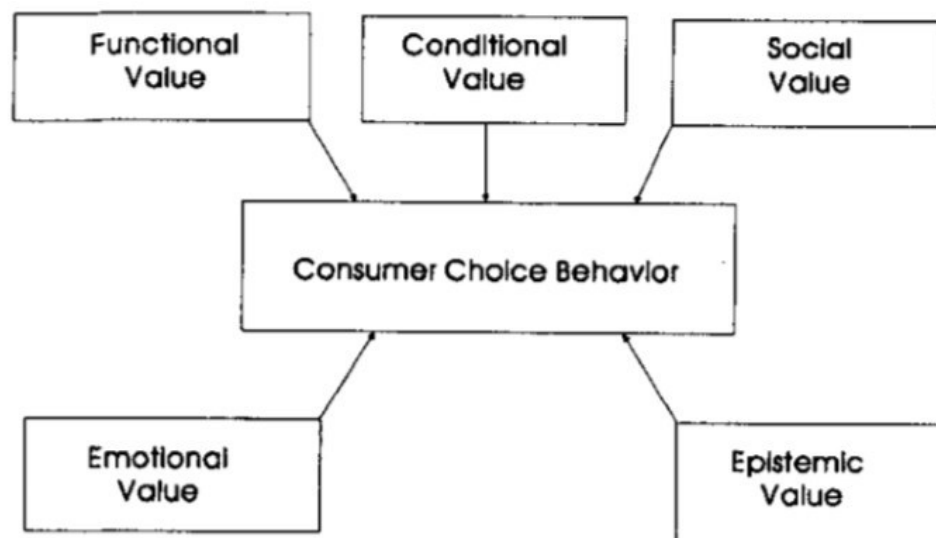 Functional
Value
Conditional
Value
Social
Value
Consumer Choice Behavior
Emotional
Value
Epistemic
Value